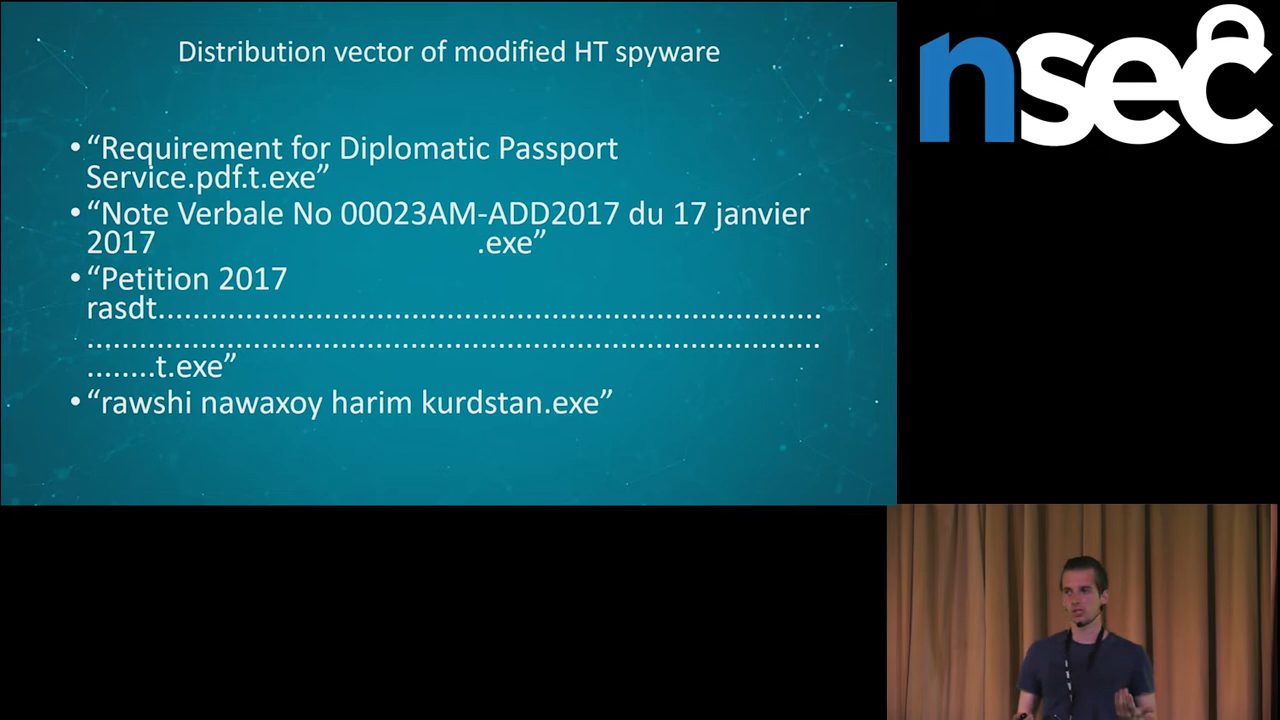 Distribution vector of modified HT spyware
nsec
• “Requirement for Diplomatic Passport
Service.pdf.t.exe”
• “Note Verbale No 00023AM-ADD2017 du 17 janvier
2017                                        .exe”
• “Petition 2017
rasdt............................................................................
....................................................................................
........t.exe”
• “rawshi nawaxoy harim kurdstan.exe”